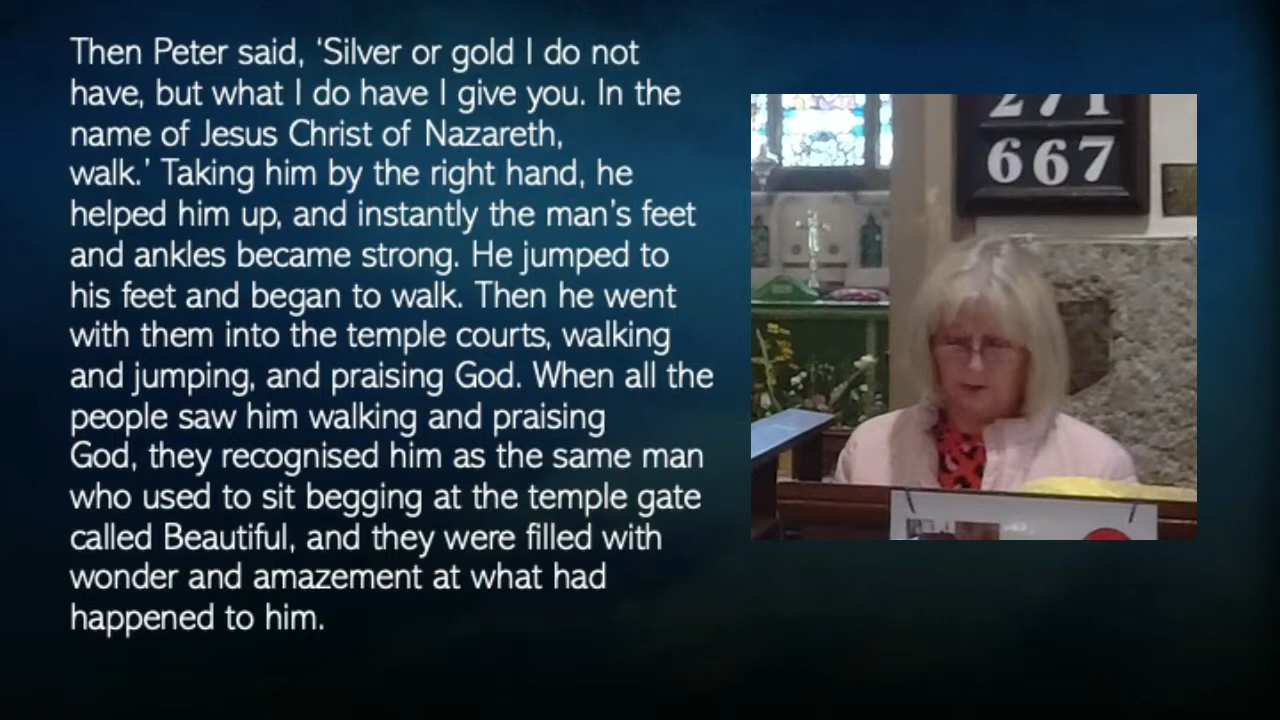 Then Peter said, ‘Silver or gold I do not
have, but what I do have I give you. In the
name of Jesus Christ of Nazareth,
walk.’ Taking him by the right hand, he
helped him up, and instantly the man’s feet
and ankles became strong. He jumped to
his feet and began to walk. Then he went
with them into the temple courts, walking
and jumping, and praising God. When all the
people saw him walking and praising
God, they recognised him as the same man
who used to sit begging at the temple gate
called Beautiful, and they were filled with
wonder and amazement at what had
happened to him.
271
667